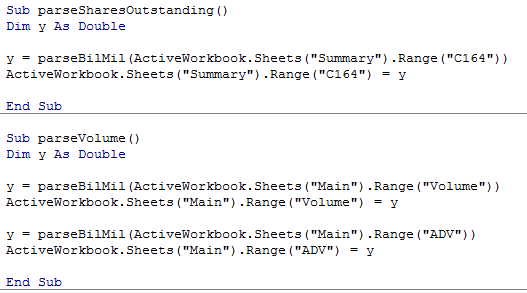 Sub parseSharesOutstanding()
Dim y As Double
y = parseBilMil(ActiveWorkbook.Sheets("Summary").Range("C164"))
ActiveWorkbook.Sheets("Summary").Range("C164") = y
End Sub
Sub parseVolume()
Dim y As Double
y = parseBilMil(ActiveWorkbook.Sheets("Main").Range("Volume"))
ActiveWorkbook.Sheets("Main").Range("Volume") = y
y = parseBilMil(ActiveWorkbook.Sheets("Main").Range("ADV"))
ActiveWorkbook.Sheets("Main").Range("ADV") = y
End Sub